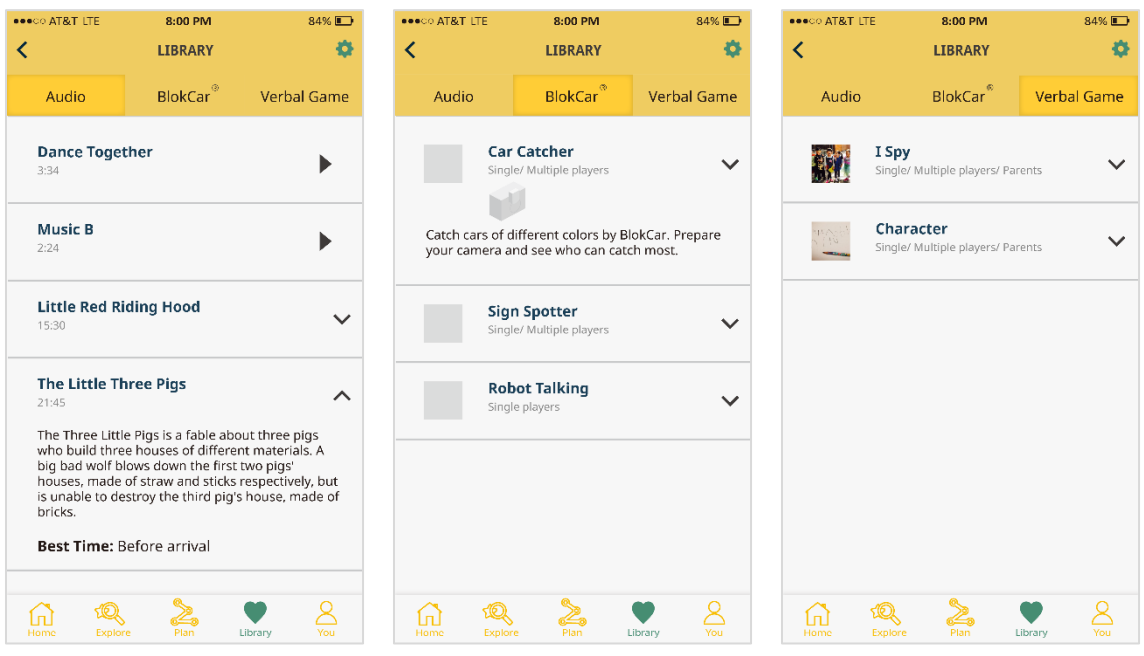 AT&T LTE 8:00 PM 84%
LIBRARY
Audio BlokCar® Verbal Game
Dance Together
3:34
Music B
2:24
Little Red Riding Hood
15:30
The Little Three Pigs
21:45
The Three Little Pigs is a fable about three pigs
who build three houses of different materials. A
big bad wolf blows down the first two pigs'
houses, made of straw and sticks respectively, but
is unable to destroy the third pig's house, made of
bricks.
Best Time: Before arrival
Home Explore Plan Library You
AT&T LTE 8:00 PM 84%
LIBRARY
Audio BlokCar® Verbal Game
Car Catcher
Single/ Multiple players
Catch cars of different colors by BlokCar. Prepare
your camera and see who can catch most.
Sign Spotter
Single/ Multiple players
Robot Talking
Single players
Home Explore Plan Library You
AT&T LTE 8:00 PM 84%
LIBRARY
Audio BlokCar® Verbal Game
I Spy
Single/ Multiple players/ Parents
Character
Single/ Multiple players/ Parents
Home Explore Plan Library You